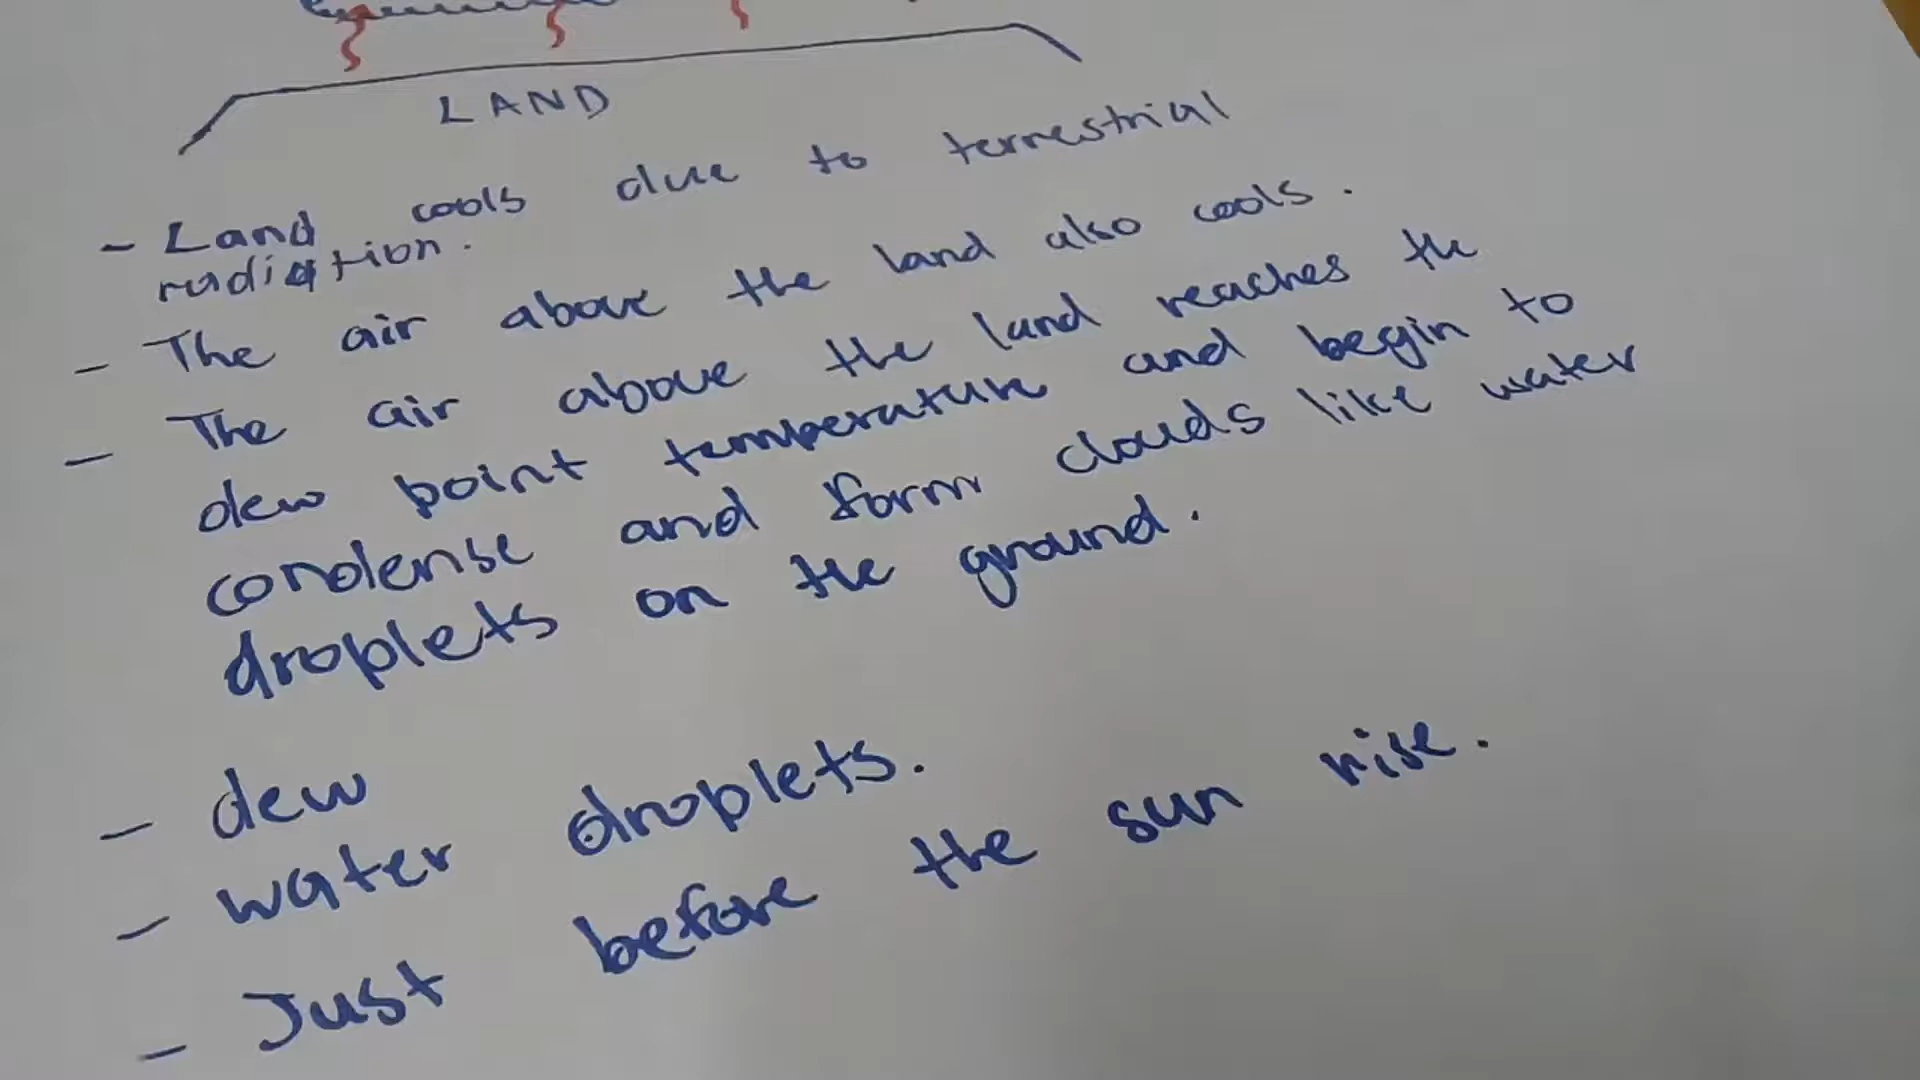 LAND
- Land cools due to terrestrial
radiation.
- The air above the land also cools.
- The air above the land reaches the
dew point temperature and begin to
condense and form clouds like water
droplets on the ground.
- dew
- water droplets.
- Just before the sun rise.